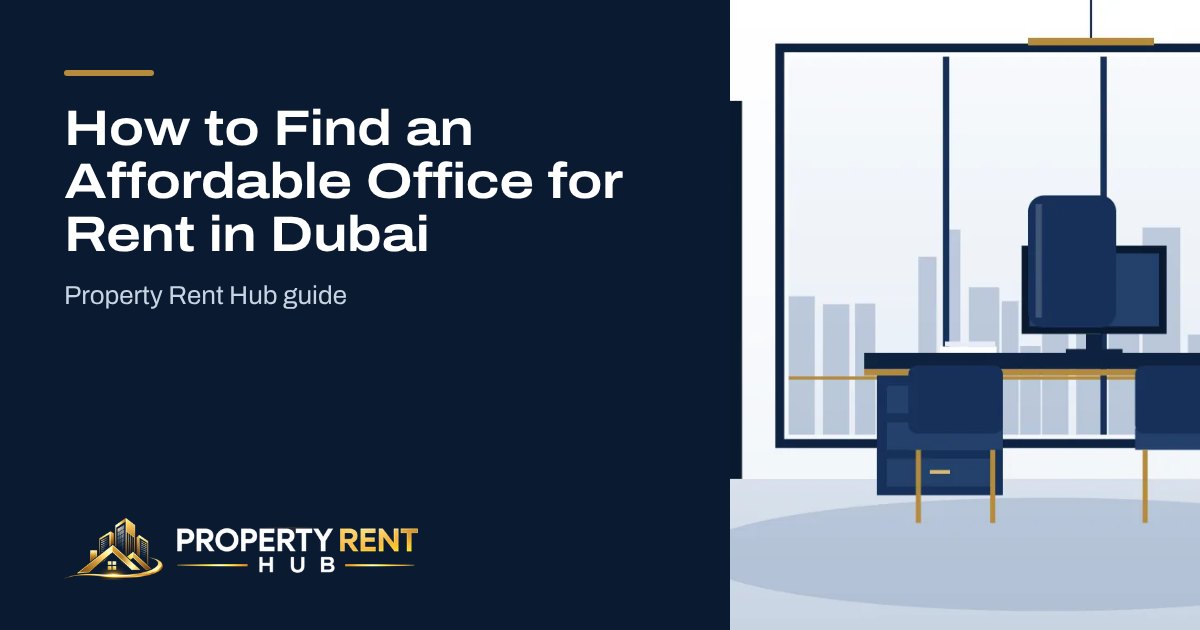 How to Find an
Affordable Office for
Rent in Dubai
Property Rent Hub guide
PROPERTY RENT
HUB